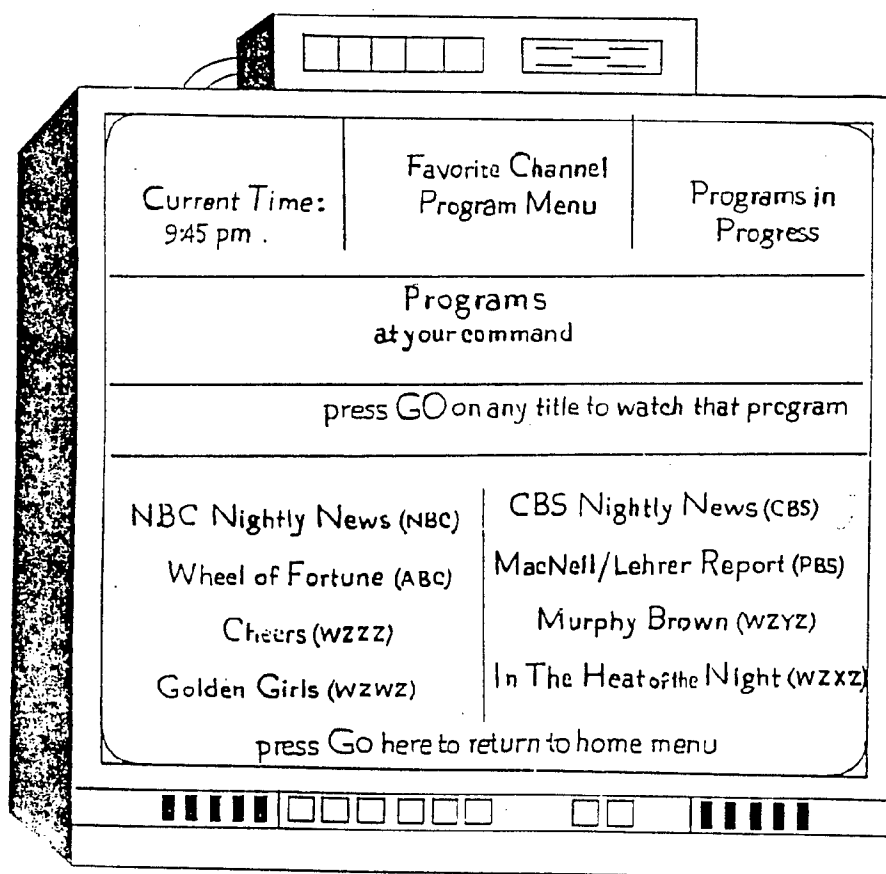 Current Time:
9:45 pm .
Favorite Channel
Program Menu
Programs in
Progress
Programs
at your command
press GO on any title to watch that program
NBC Nightly News (NBC)
Wheel of Fortune (ABC)
Cheers (WZZZ)
Golden Girls (WZWZ)
CBS Nightly News (CBS)
MacNell/Lehrer Report (PBS)
Murphy Brown (WZYZ)
In The Heat of the Night (WZXZ)
press Go here to return to home menu